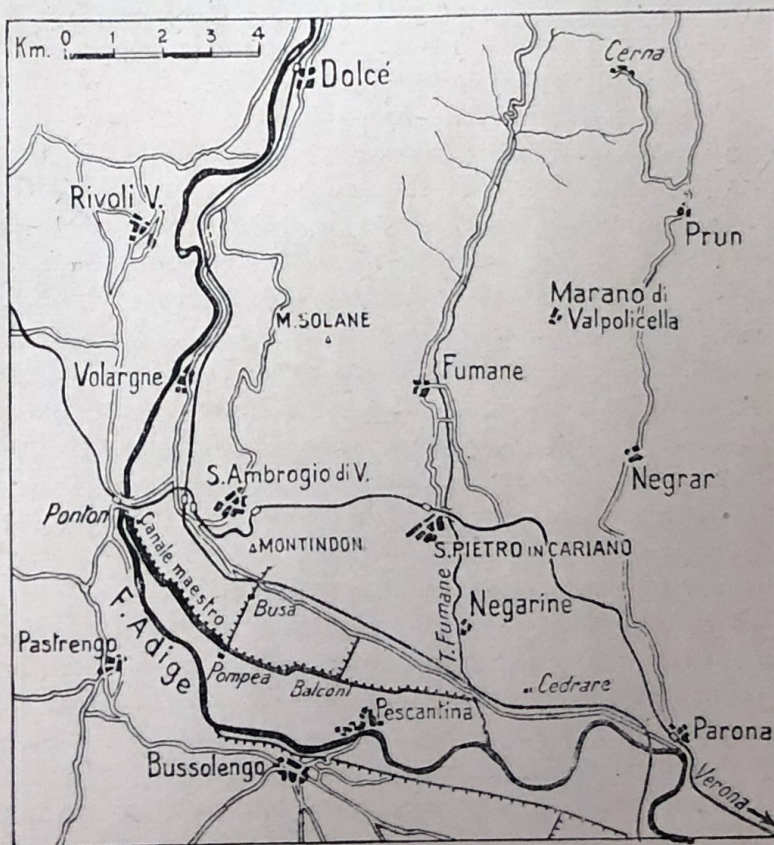 Km. 0 1 2 3 4
Dolcé
Cerna
Rivoli V.
Prun
Marano di
Valpolicella
M. SOLANE
Volargne
Fumane
S. Ambrogio di V.
Negrar
Ponton
Canale maestro
MONTINDON
S. PIETRO IN CARIANO
F. Adige
Busa
T. Fumane
Negarine
Pastrengo
Pompea
Balconi
Cedrare
Pescantina
Parona
Bussolengo
Verona